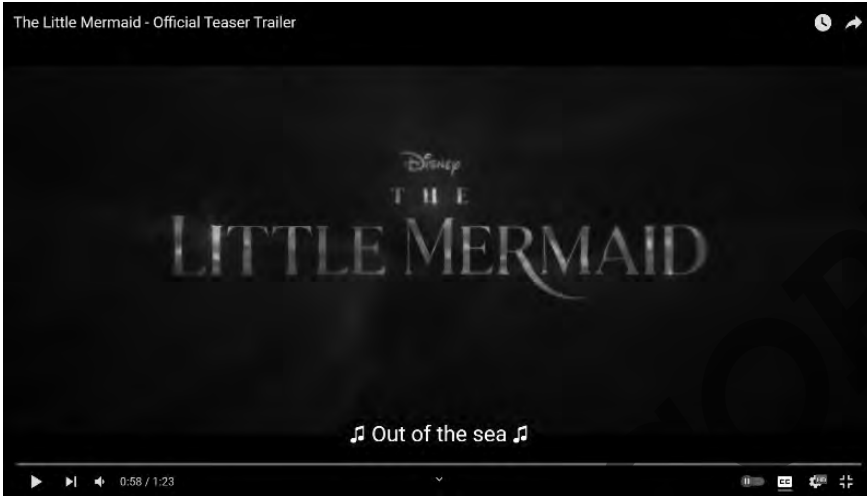 The Little Mermaid - Official Teaser Trailer
Disney
THE
LITTLE MERMAID
♫ Out of the sea ♫
0:58 / 1:23
CC